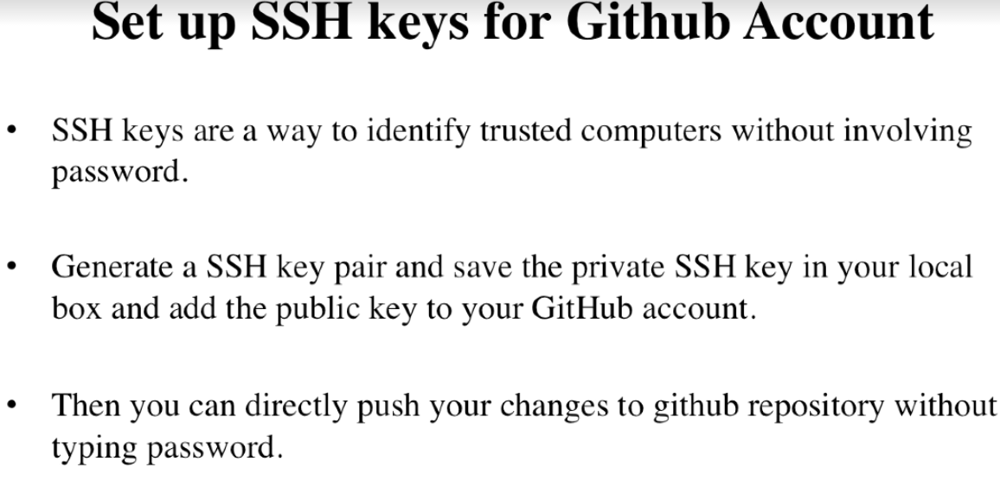 Set up SSH keys for Github Account
• SSH keys are a way to identify trusted computers without involving
password.
• Generate a SSH key pair and save the private SSH key in your local
box and add the public key to your GitHub account.
• Then you can directly push your changes to github repository without
typing password.